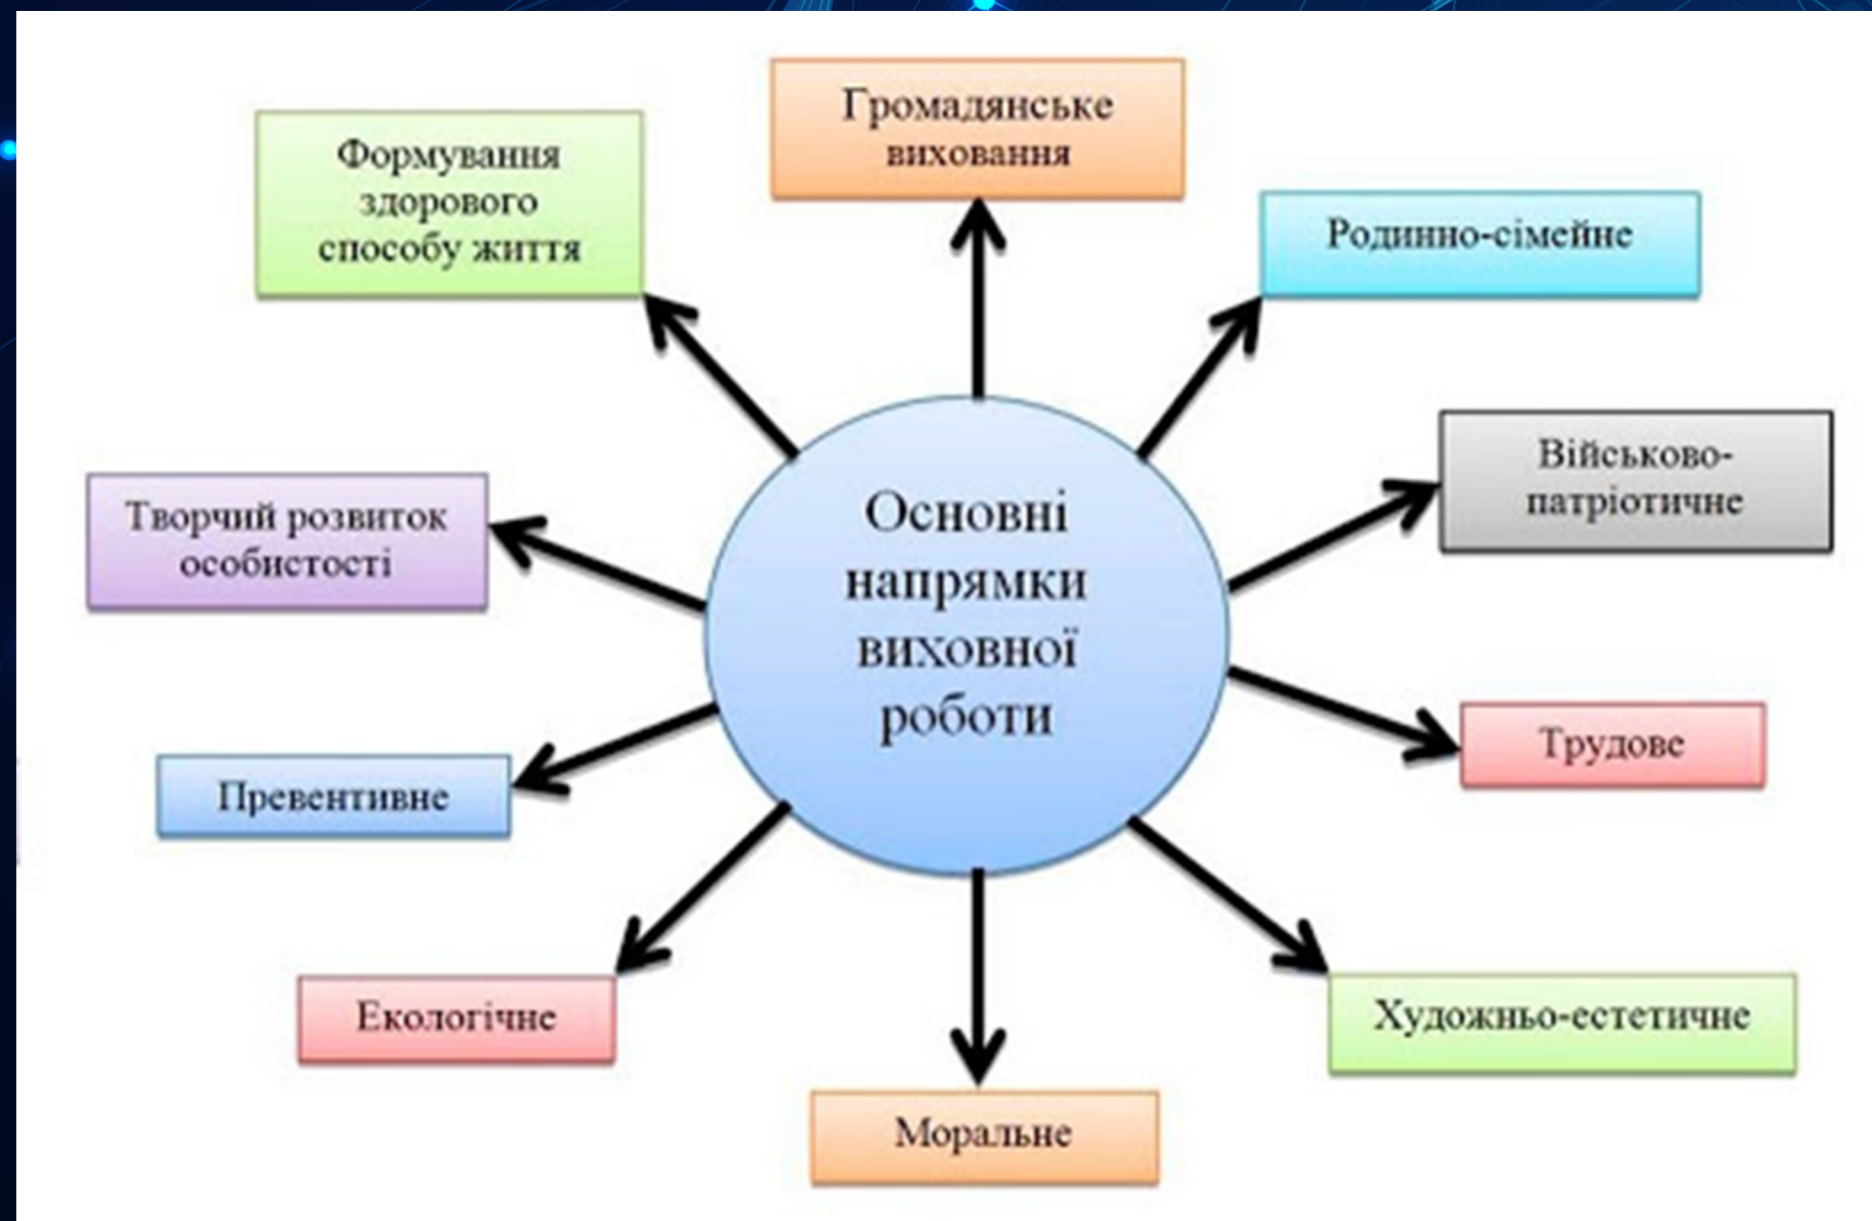 Громадянське
виховання
Формування
здорового
способу життя
Родинно-сімейне
Військово-
патріотичне
Творчий розвиток
особистості
Основні
напрямки
виховної
роботи
Трудове
Превентивне
Екологічне
Художньо-естетичне
Моральне